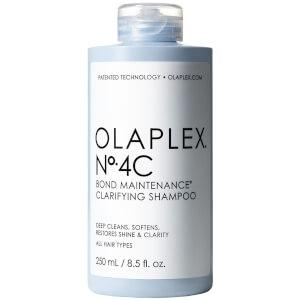 PATENTED TECHNOLOGY • OLAPLEX.COM
OLAPLEX.
Nº.4C
BOND MAINTENANCE®
CLARIFYING SHAMPOO
DEEP CLEANS, SOFTENS,
RESTORES SHINE & CLARITY
ALL HAIR TYPES
250 mL / 8.5 fl. oz.